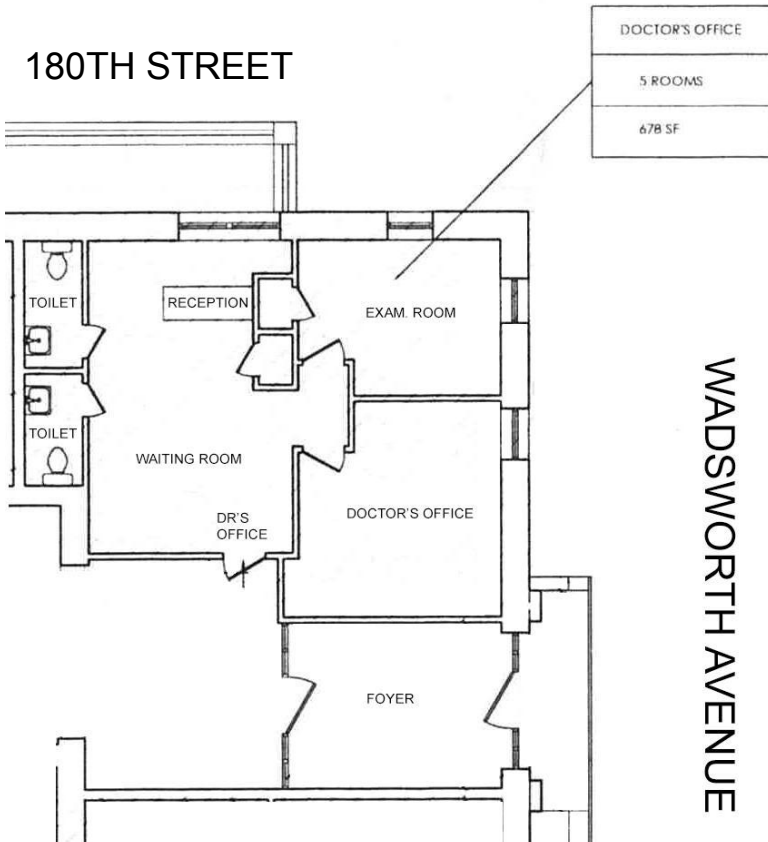 DOCTOR'S OFFICE
5 ROOMS
678 SF
180TH STREET
TOILET
RECEPTION
EXAM. ROOM
TOILET
WAITING ROOM
DR'S
OFFICE
DOCTOR'S OFFICE
FOYER
WADSWORTH AVENUE